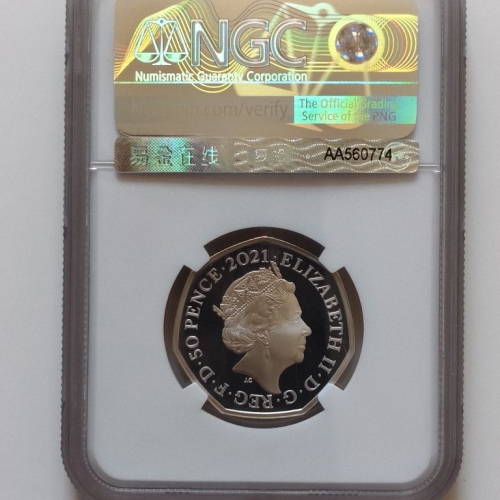 NGC
Numismatic Guaranty Corporation
.com/verify
The Official Grading
Service of the PNG
易金在线
AA560774
ELIZABETH II · D · G · REG · F · D · 50 PENCE · 2021 ·
JC